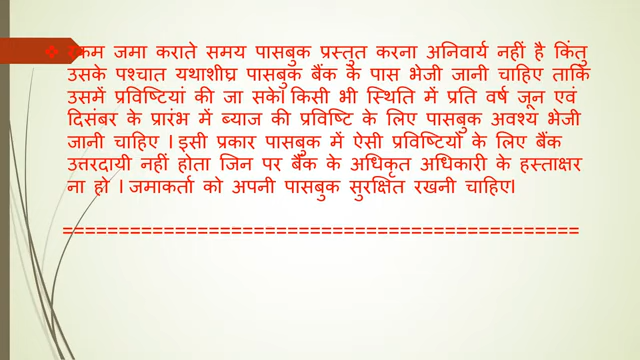 रकम जमा कराते समय पासबुक प्रस्तुत करना अनिवार्य नहीं है किंतु
उसके पश्चात यथाशीघ्र पासबुक बैंक के पास भेजी जानी चाहिए ताकि
उसमें प्रविष्टियां की जा सके। किसी भी स्थिति में प्रति वर्ष जून एवं
दिसंबर के प्रारंभ में ब्याज की प्रविष्टि के लिए पासबुक अवश्य भेजी
जानी चाहिए । इसी प्रकार पासबुक में ऐसी प्रविष्टियों के लिए बैंक
उत्तरदायी नहीं होता जिन पर बैंक के अधिकृत अधिकारी के हस्ताक्षर
ना हो । जमाकर्ता को अपनी पासबुक सुरक्षित रखनी चाहिए।
==============================================